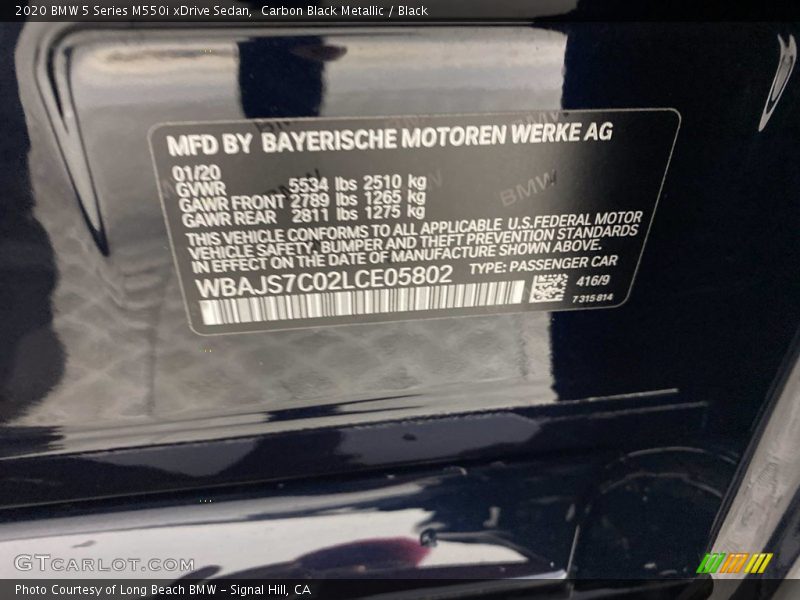 2020 BMW 5 Series M550i xDrive Sedan, Carbon Black Metallic / Black
MFD BY BAYERISCHE MOTOREN WERKE AG
01/20
GVWR 5534 lbs 2510 kg
GAWR FRONT 2789 lbs 1265 kg
GAWR REAR 2811 lbs 1275 kg
BMW
THIS VEHICLE CONFORMS TO ALL APPLICABLE U.S.FEDERAL MOTOR
VEHICLE SAFETY, BUMPER AND THEFT PREVENTION STANDARDS
IN EFFECT ON THE DATE OF MANUFACTURE SHOWN ABOVE.
WBAJS7C02LCE05802 TYPE: PASSENGER CAR
416/9
7 315 814
GTCARLOT.COM
Photo Courtesy of Long Beach BMW - Signal Hill, CA